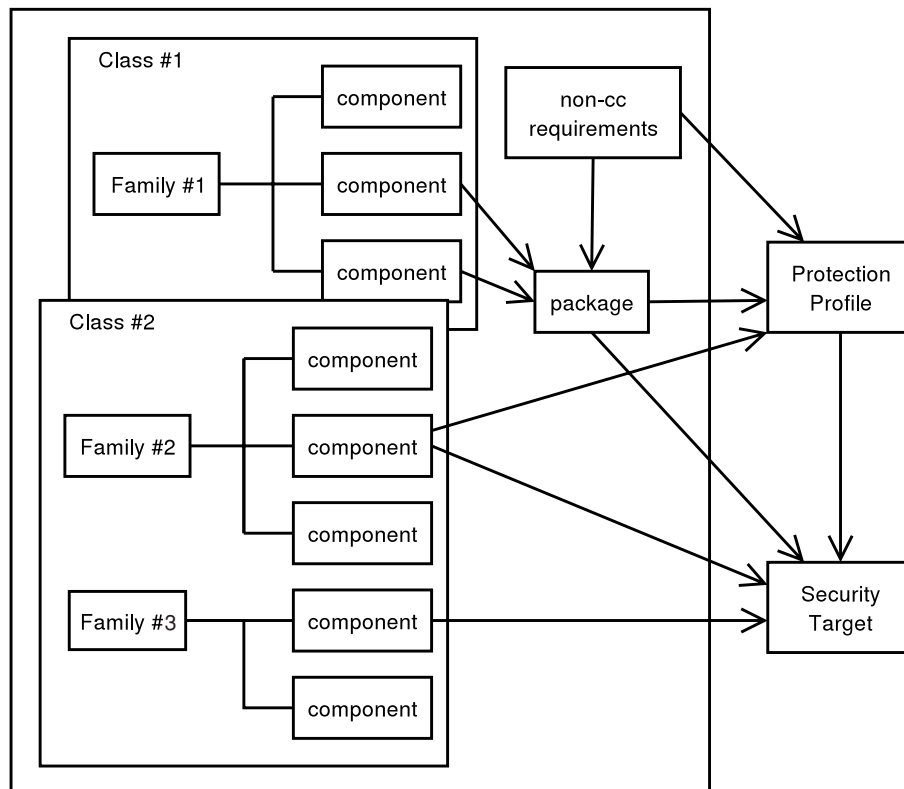 Class #1
component
non-cc
requirements
Family #1
component
component
Protection
Profile
package
Class #2
component
Family #2
component
component
Family #3
component
Security
Target
component